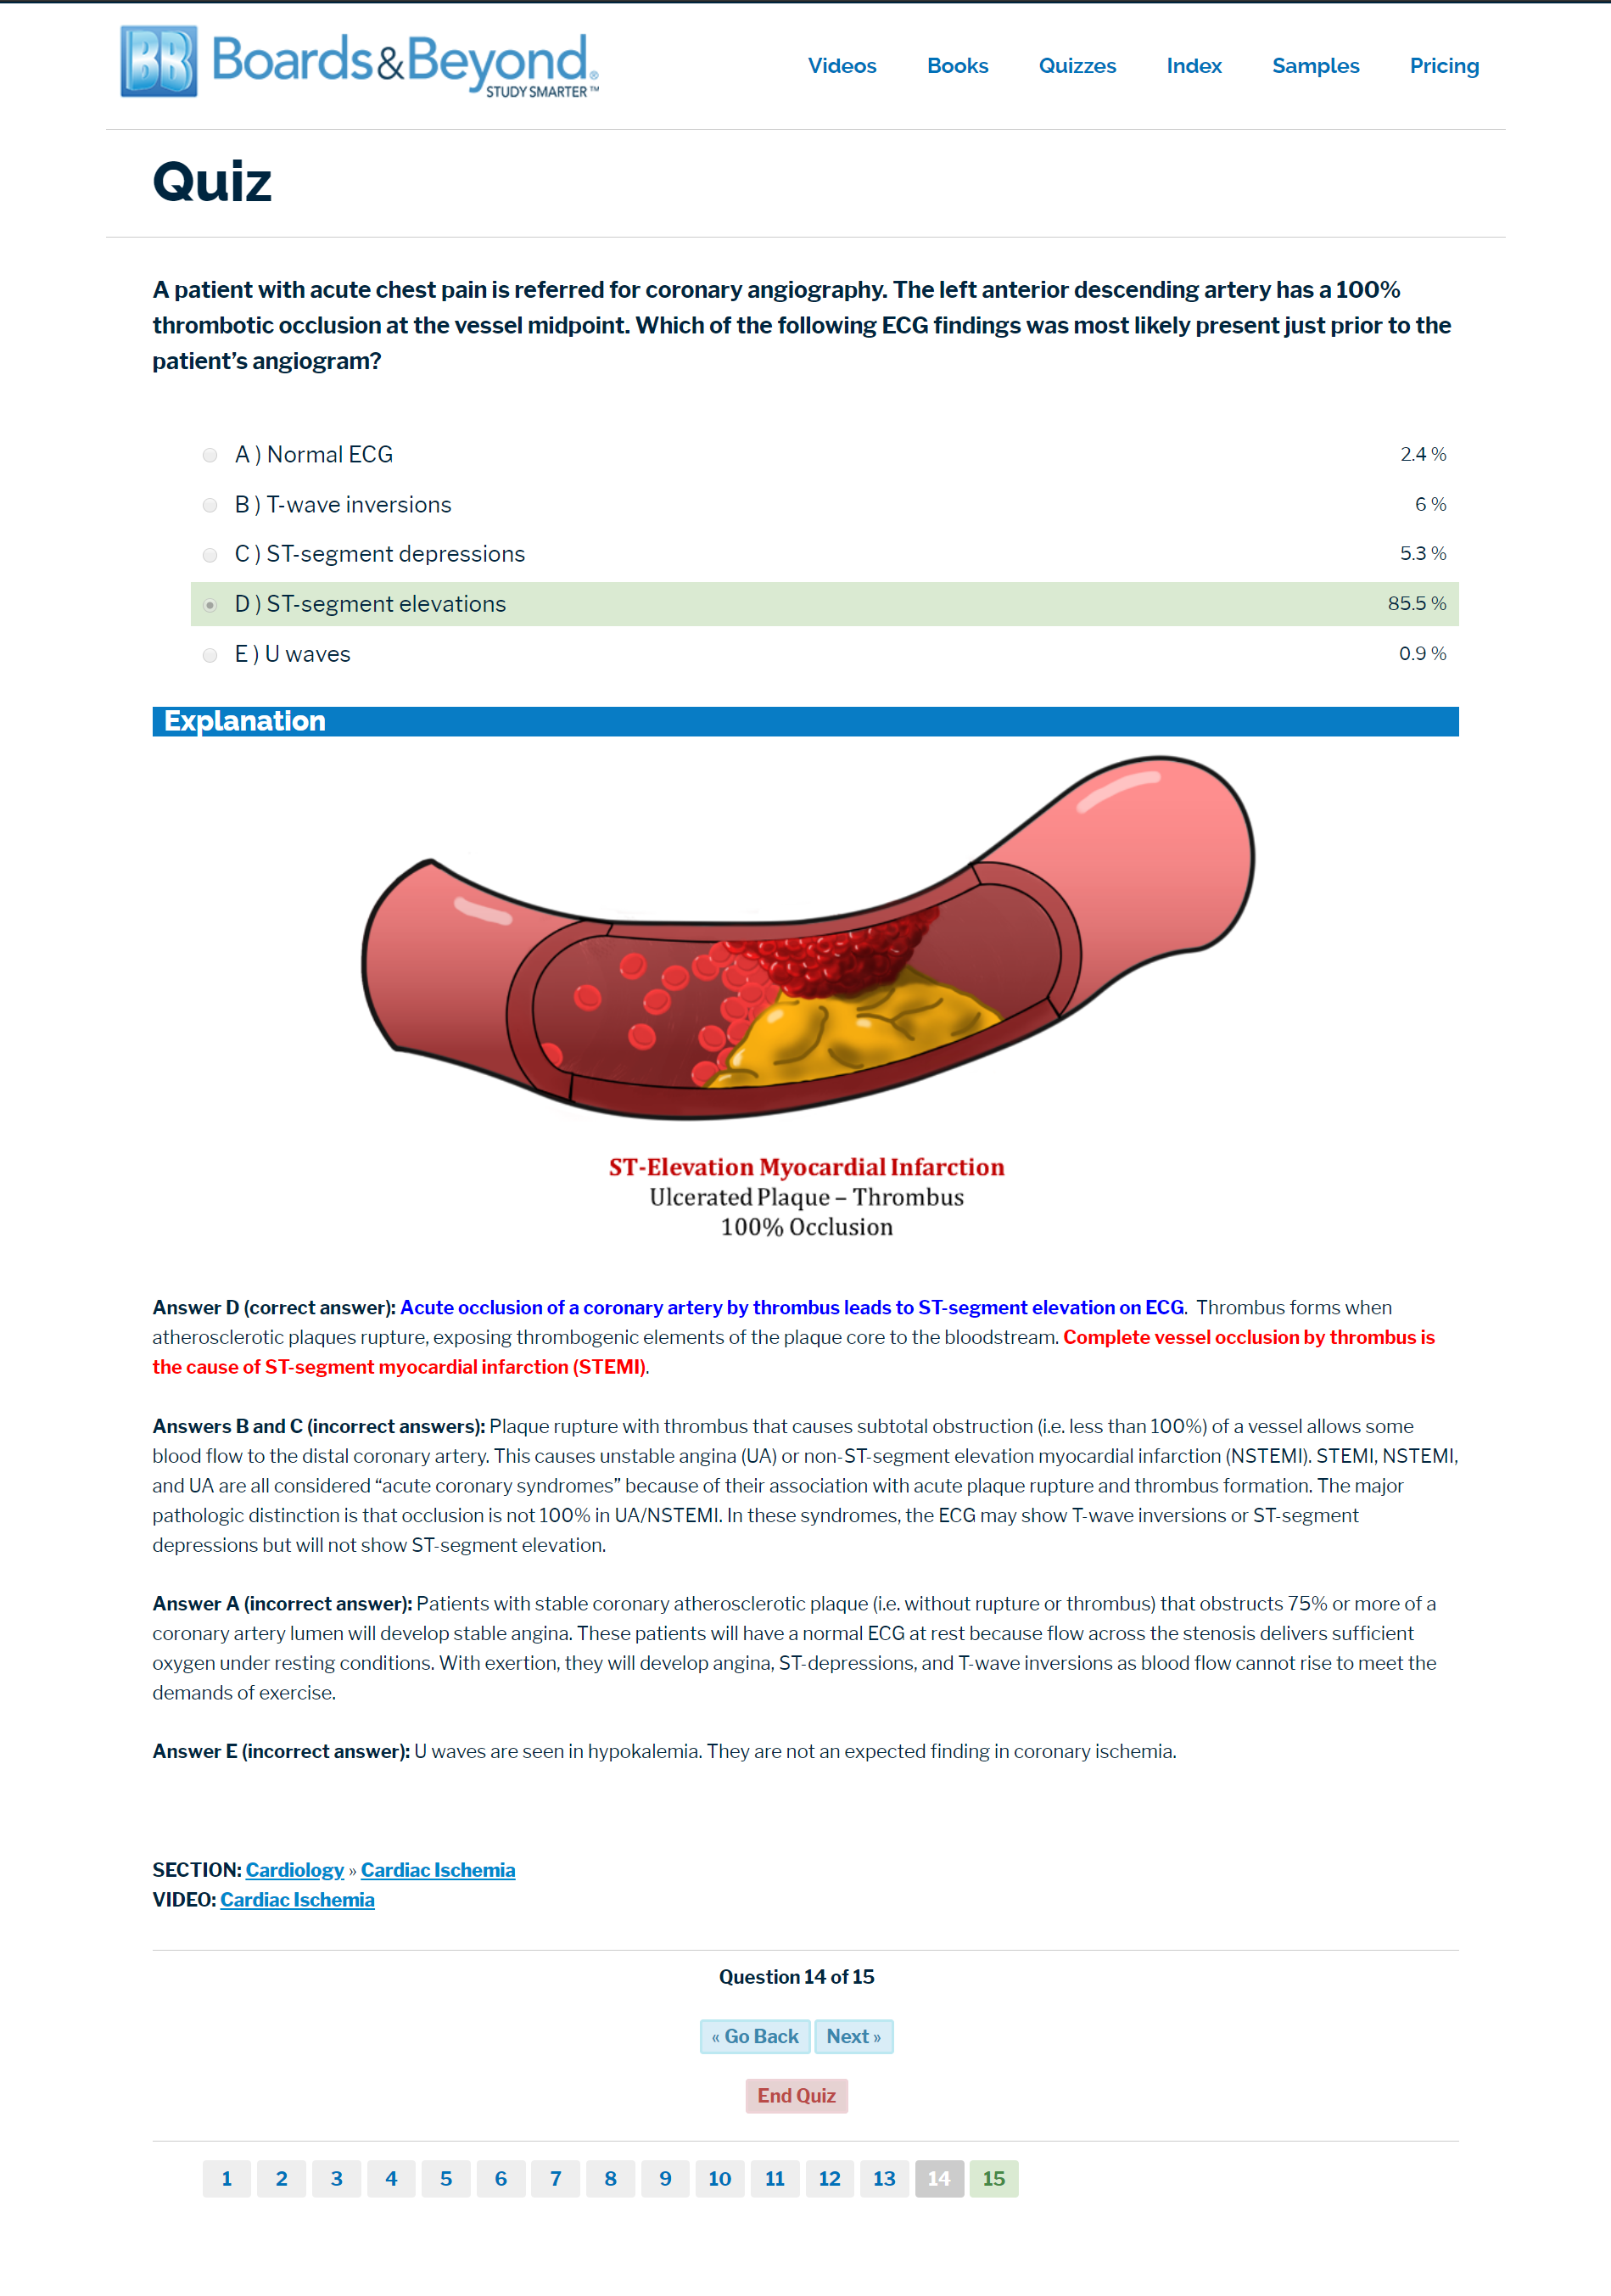 BB Boards&Beyond®
STUDY SMARTER™
Videos Books Quizzes Index Samples Pricing
Quiz
A patient with acute chest pain is referred for coronary angiography. The left anterior descending artery has a 100%
thrombotic occlusion at the vessel midpoint. Which of the following ECG findings was most likely present just prior to the
patient’s angiogram?
A ) Normal ECG 2.4 %
B ) T-wave inversions 6 %
C ) ST-segment depressions 5.3 %
D ) ST-segment elevations 85.5 %
E ) U waves 0.9 %
Explanation
ST-Elevation Myocardial Infarction
Ulcerated Plaque – Thrombus
100% Occlusion
Answer D (correct answer): Acute occlusion of a coronary artery by thrombus leads to ST-segment elevation on ECG. Thrombus forms when
atherosclerotic plaques rupture, exposing thrombogenic elements of the plaque core to the bloodstream. Complete vessel occlusion by thrombus is
the cause of ST-segment myocardial infarction (STEMI).
Answers B and C (incorrect answers): Plaque rupture with thrombus that causes subtotal obstruction (i.e. less than 100%) of a vessel allows some
blood flow to the distal coronary artery. This causes unstable angina (UA) or non-ST-segment elevation myocardial infarction (NSTEMI). STEMI, NSTEMI,
and UA are all considered “acute coronary syndromes” because of their association with acute plaque rupture and thrombus formation. The major
pathologic distinction is that occlusion is not 100% in UA/NSTEMI. In these syndromes, the ECG may show T-wave inversions or ST-segment
depressions but will not show ST-segment elevation.
Answer A (incorrect answer): Patients with stable coronary atherosclerotic plaque (i.e. without rupture or thrombus) that obstructs 75% or more of a
coronary artery lumen will develop stable angina. These patients will have a normal ECG at rest because flow across the stenosis delivers sufficient
oxygen under resting conditions. With exertion, they will develop angina, ST-depressions, and T-wave inversions as blood flow cannot rise to meet the
demands of exercise.
Answer E (incorrect answer): U waves are seen in hypokalemia. They are not an expected finding in coronary ischemia.
SECTION: Cardiology » Cardiac Ischemia
VIDEO: Cardiac Ischemia
Question 14 of 15
« Go Back Next »
End Quiz
1 2 3 4 5 6 7 8 9 10 11 12 13 14 15